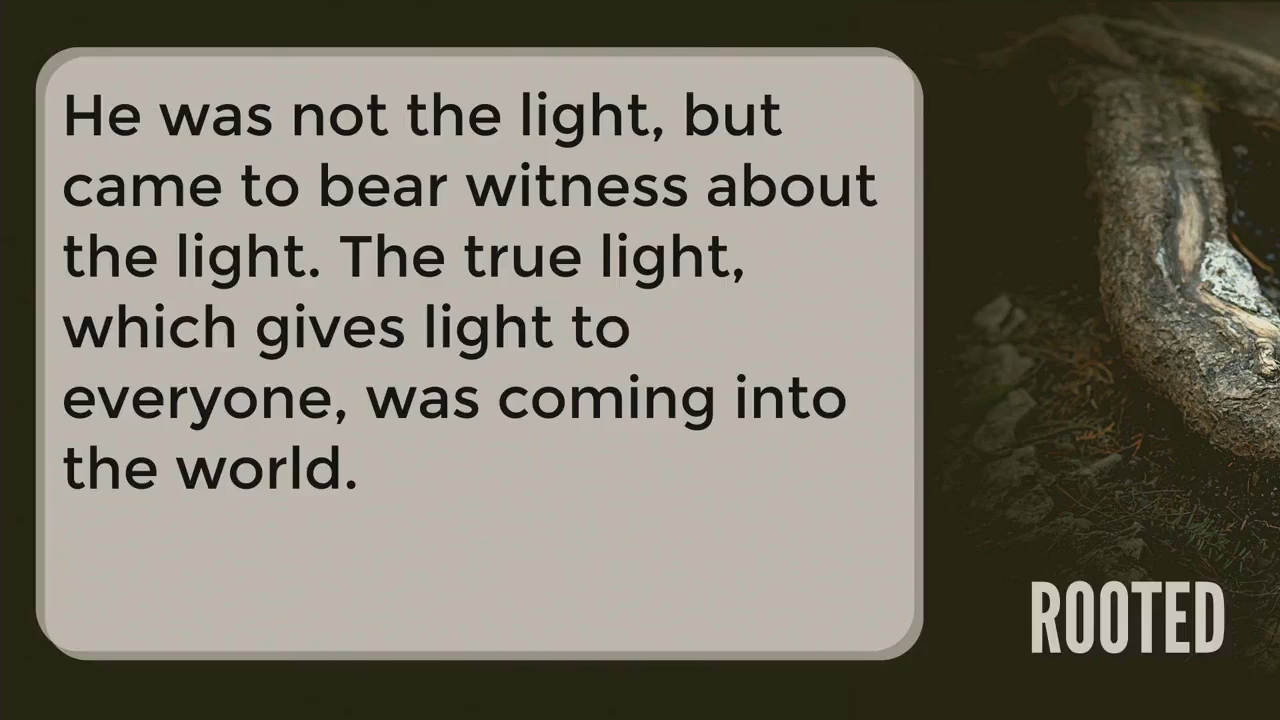 He was not the light, but
came to bear witness about
the light. The true light,
which gives light to
everyone, was coming into
the world.
ROOTED